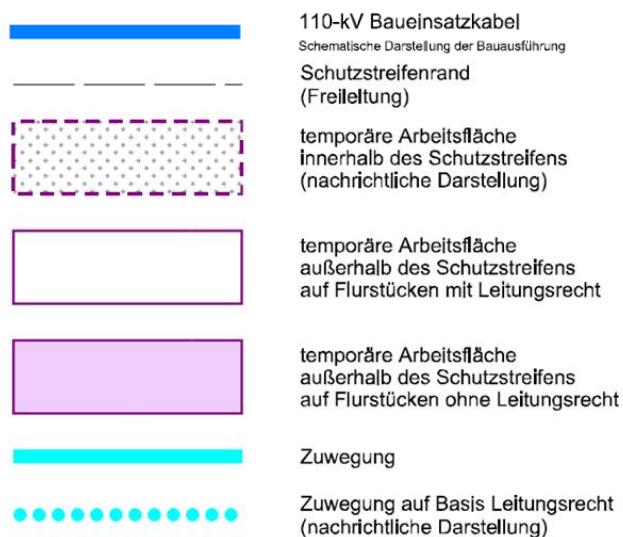 110-kV Baueinsatzkabel
Schematische Darstellung der Bauausführung
Schutzstreifenrand
(Freileitung)
temporäre Arbeitsfläche
innerhalb des Schutzstreifens
(nachrichtliche Darstellung)
temporäre Arbeitsfläche
außerhalb des Schutzstreifens
auf Flurstücken mit Leitungsrecht
temporäre Arbeitsfläche
außerhalb des Schutzstreifens
auf Flurstücken ohne Leitungsrecht
Zuwegung
Zuwegung auf Basis Leitungsrecht
(nachrichtliche Darstellung)